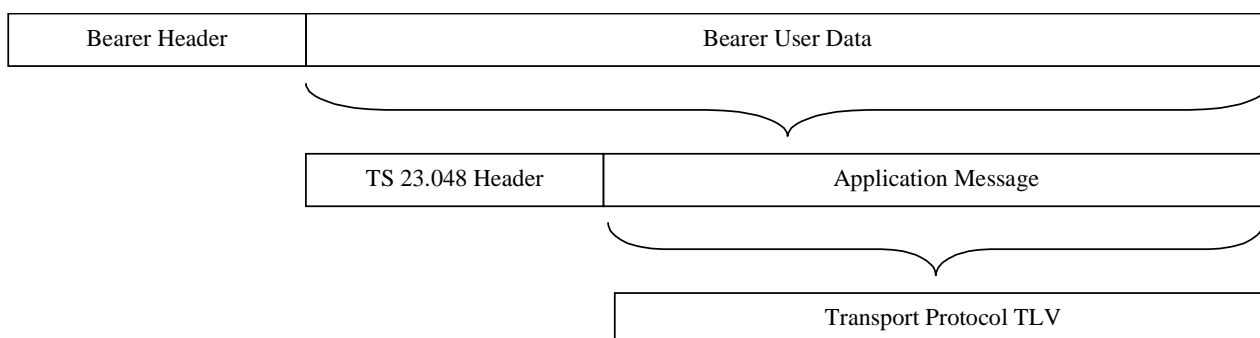 Bearer Header
Bearer User Data
TS 23.048 Header
Application Message
Transport Protocol TLV